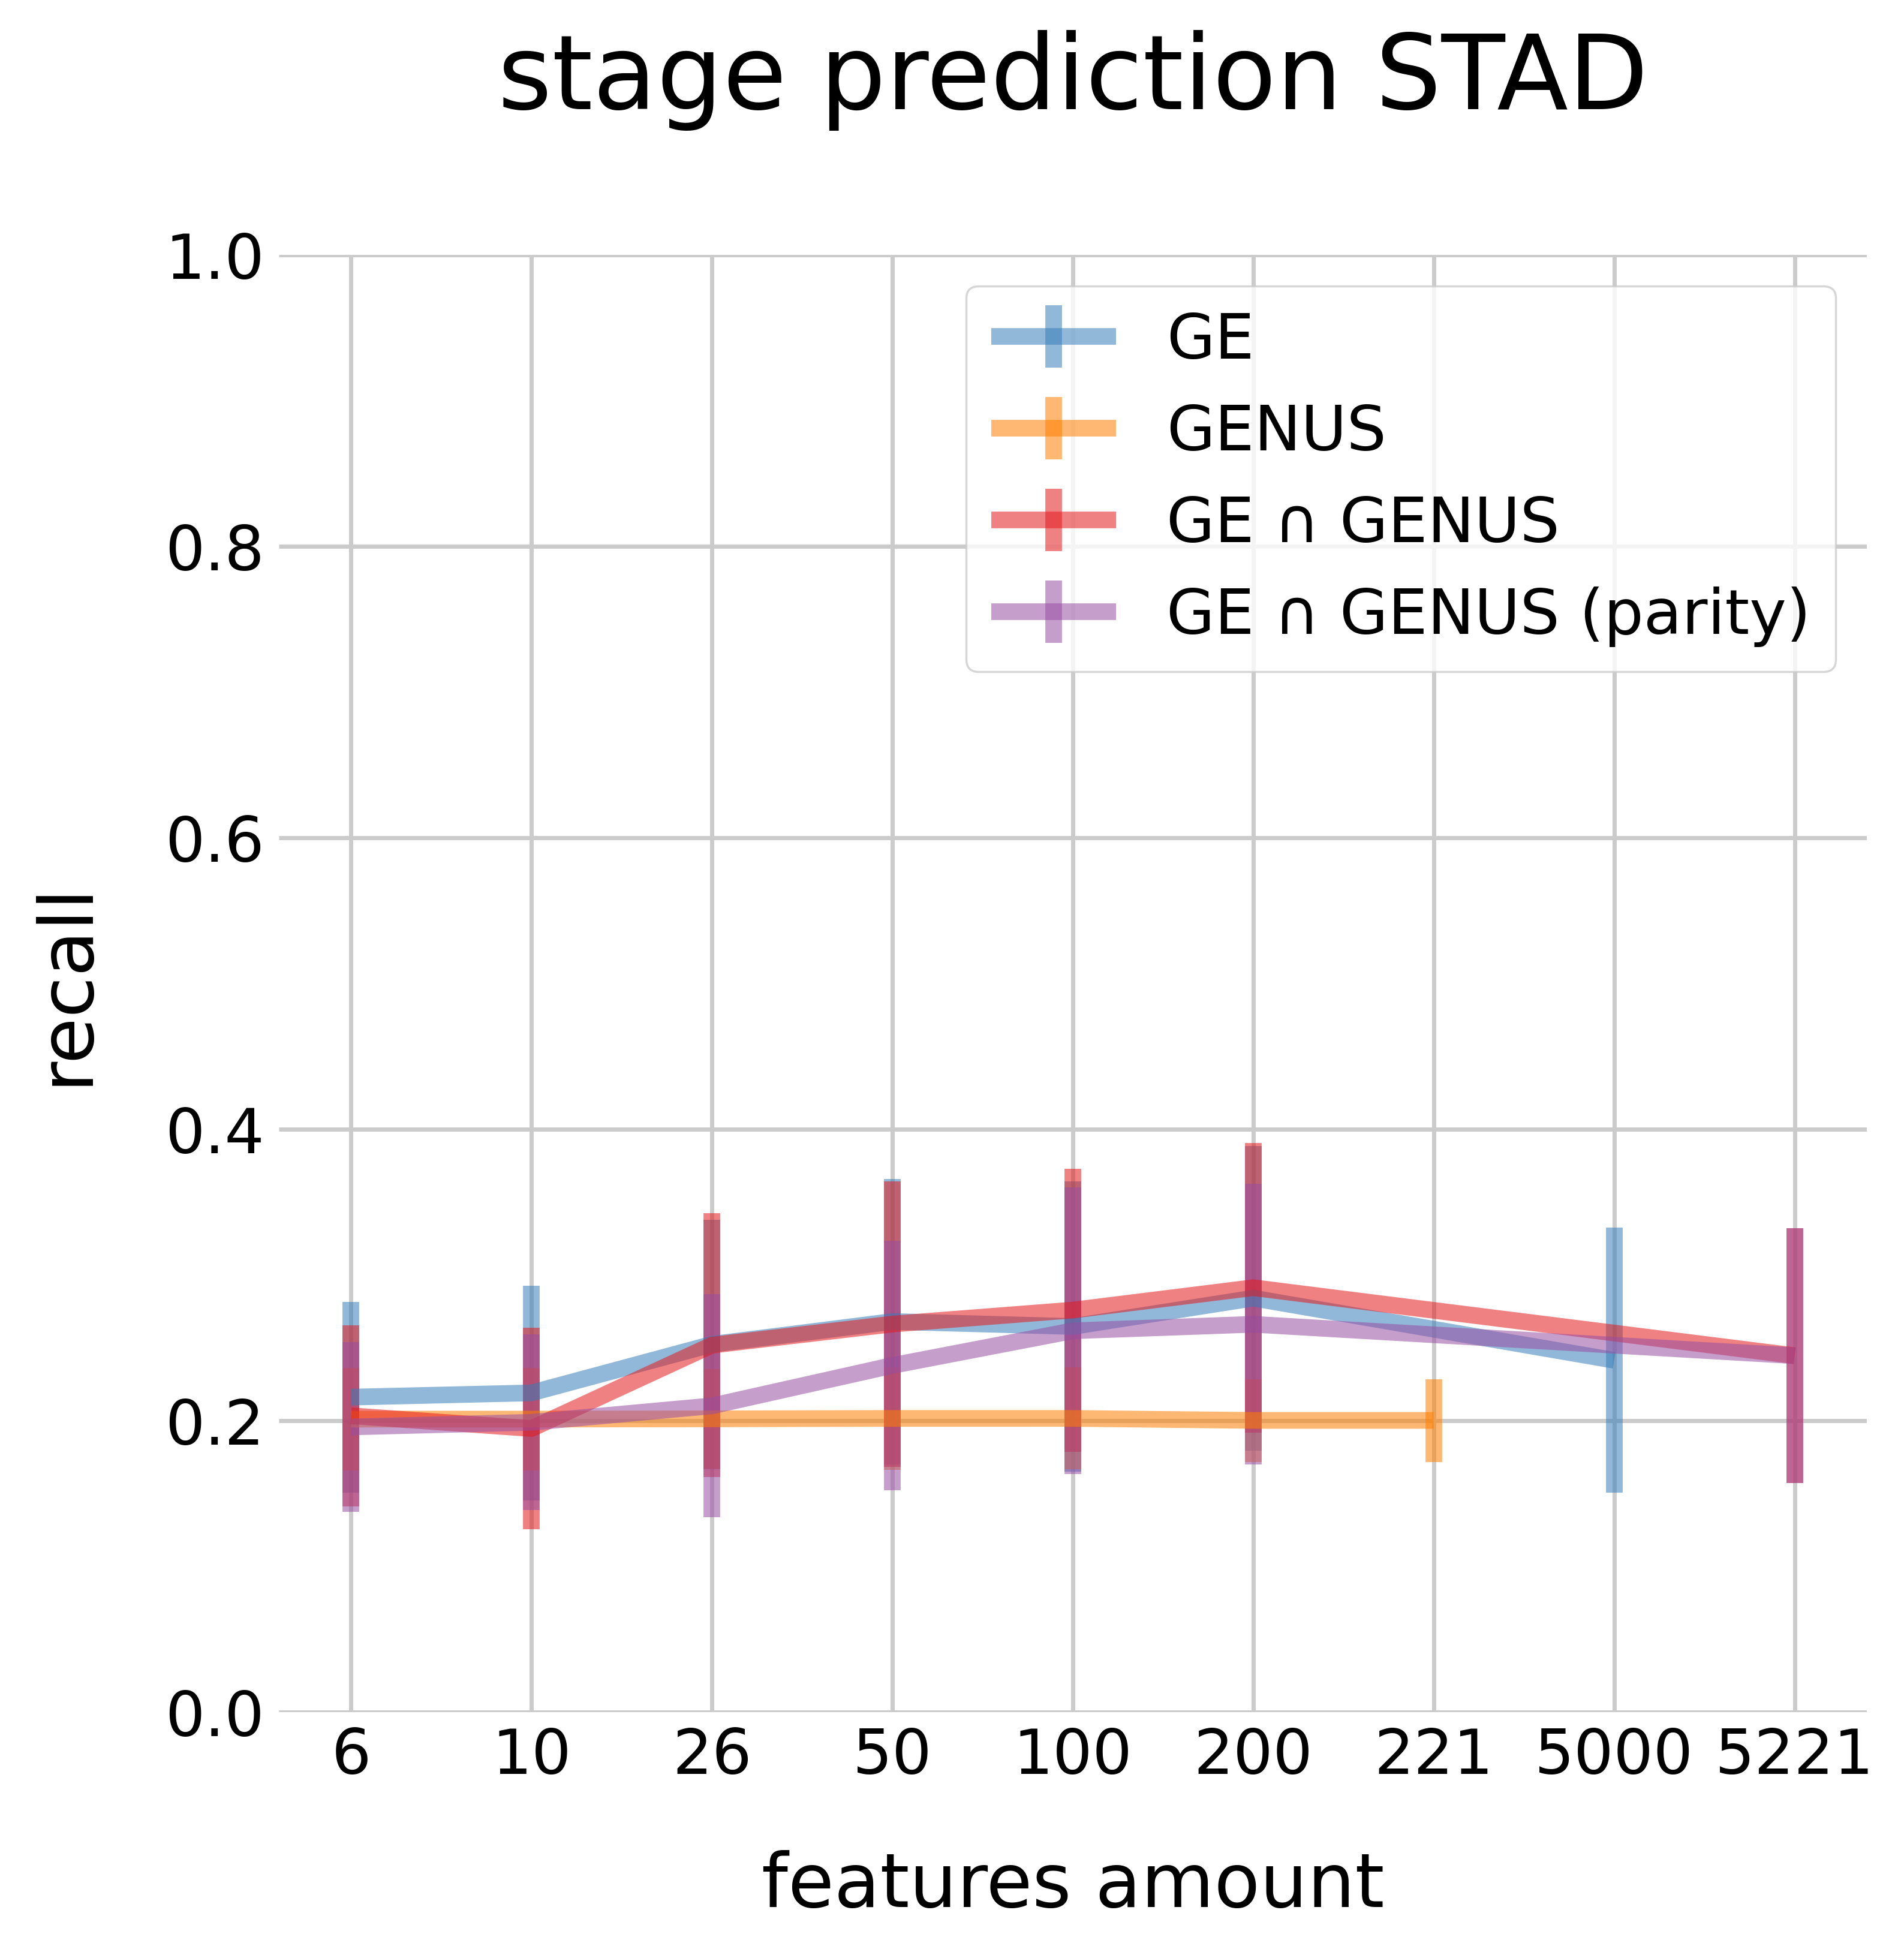 stage prediction STAD
1.0
0.8
0.6
0.4
0.2
0.0
recall
GE
GENUS
GE ∩ GENUS
GE ∩ GENUS (parity)
6 10 26 50 100 200 221 5000 5221
features amount